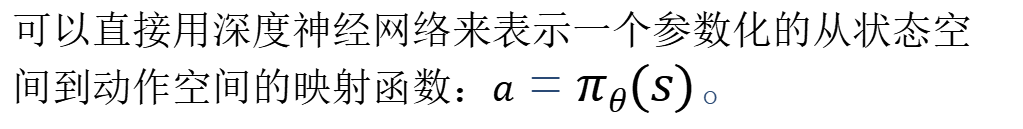 可以直接用深度神经网络来表示一个参数化的从状态空
间到动作空间的映射函数：a = π_θ(s)。